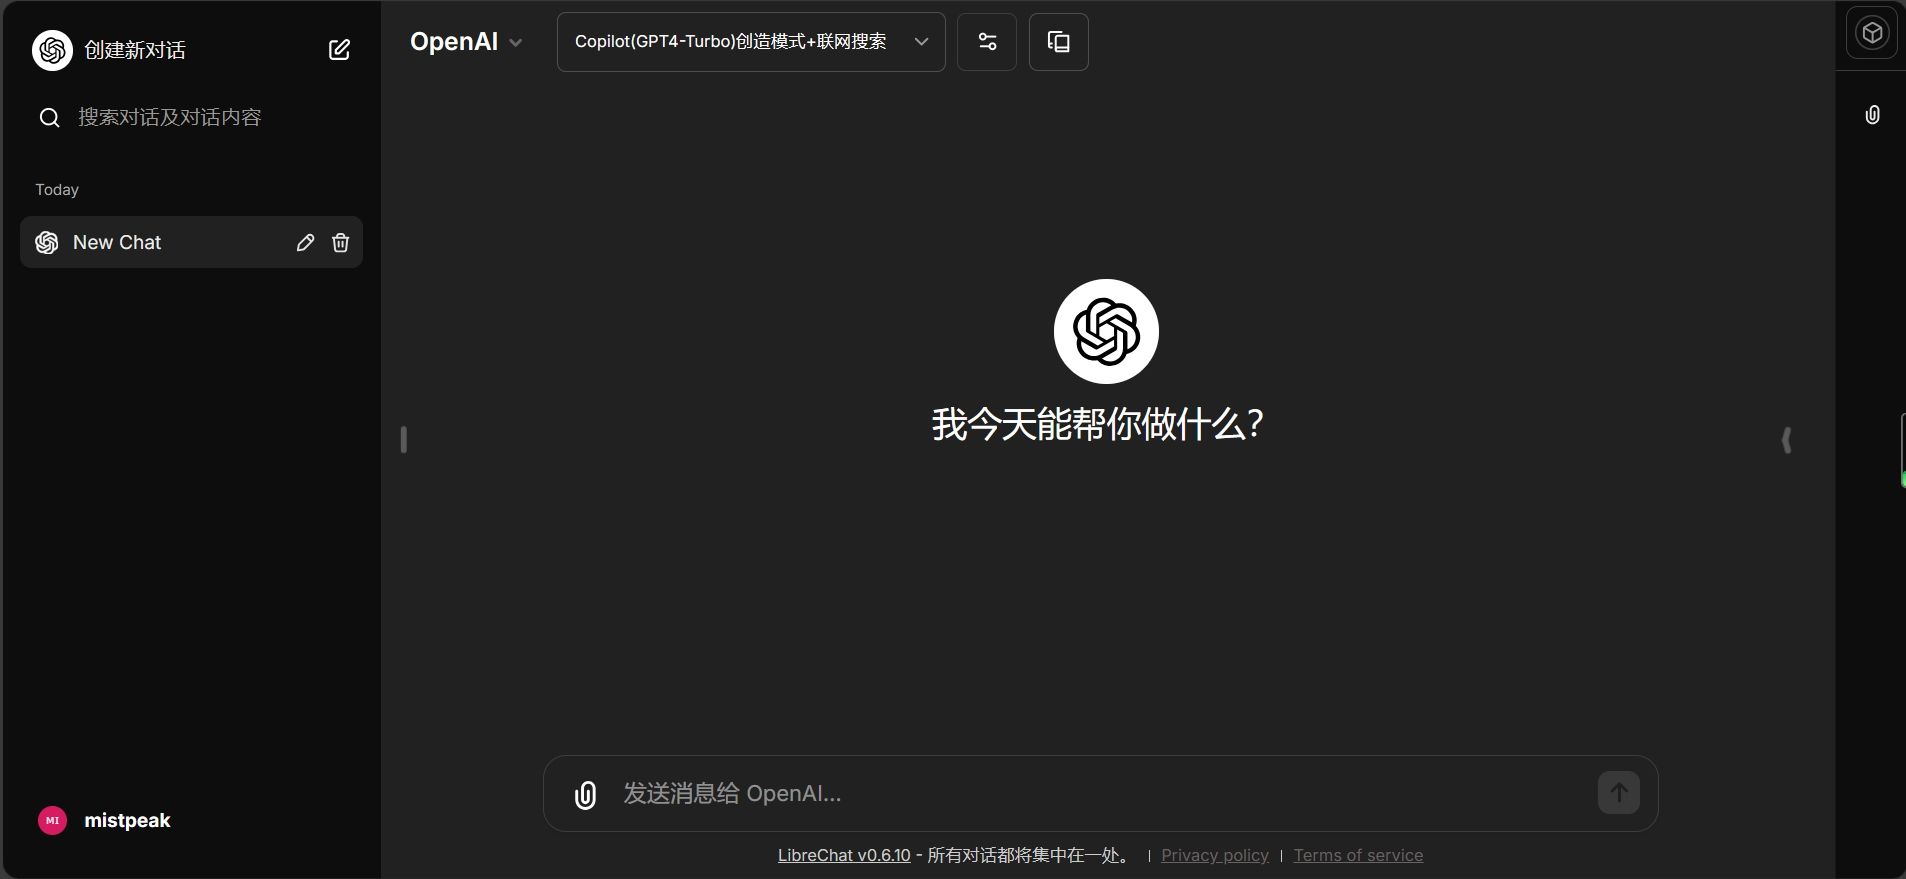 创建新对话
搜索对话及对话内容
Today
New Chat
MI
mistpeak
OpenAI
Copilot(GPT4-Turbo)创造模式+联网搜索
我今天能帮你做什么?
发送消息给 OpenAI...
LibreChat v0.6.10 - 所有对话都将集中在一处。 | Privacy policy | Terms of service